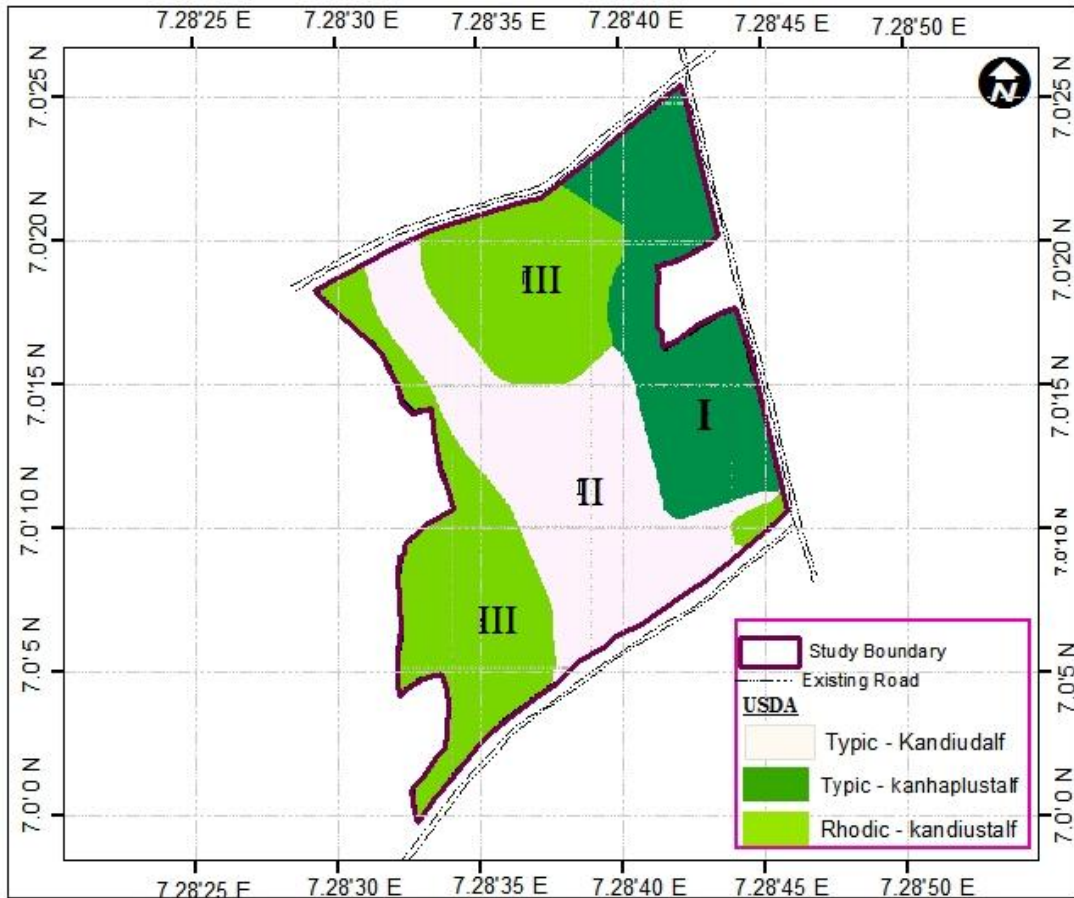 7.28'25 E 7.28'30 E 7.28'35 E 7.28'40 E 7.28'45 E 7.28'50 E
N
7.0'25 N 7.0'25 N
7.0'20 N 7.0'20 N
III
7.0'15 N 7.0'15 N
I
II
7.0'10 N 7.0'10 N
III
7.0'5 N 7.0'5 N
Study Boundary
Existing Road
USDA
Typic - Kandiudalf
Typic - kanhaplustalf
Rhodic - kandiustalf
7.0'0 N 7.0'0 N
7.28'25 E 7.28'30 E 7.28'35 E 7.28'40 E 7.28'45 E 7.28'50 E